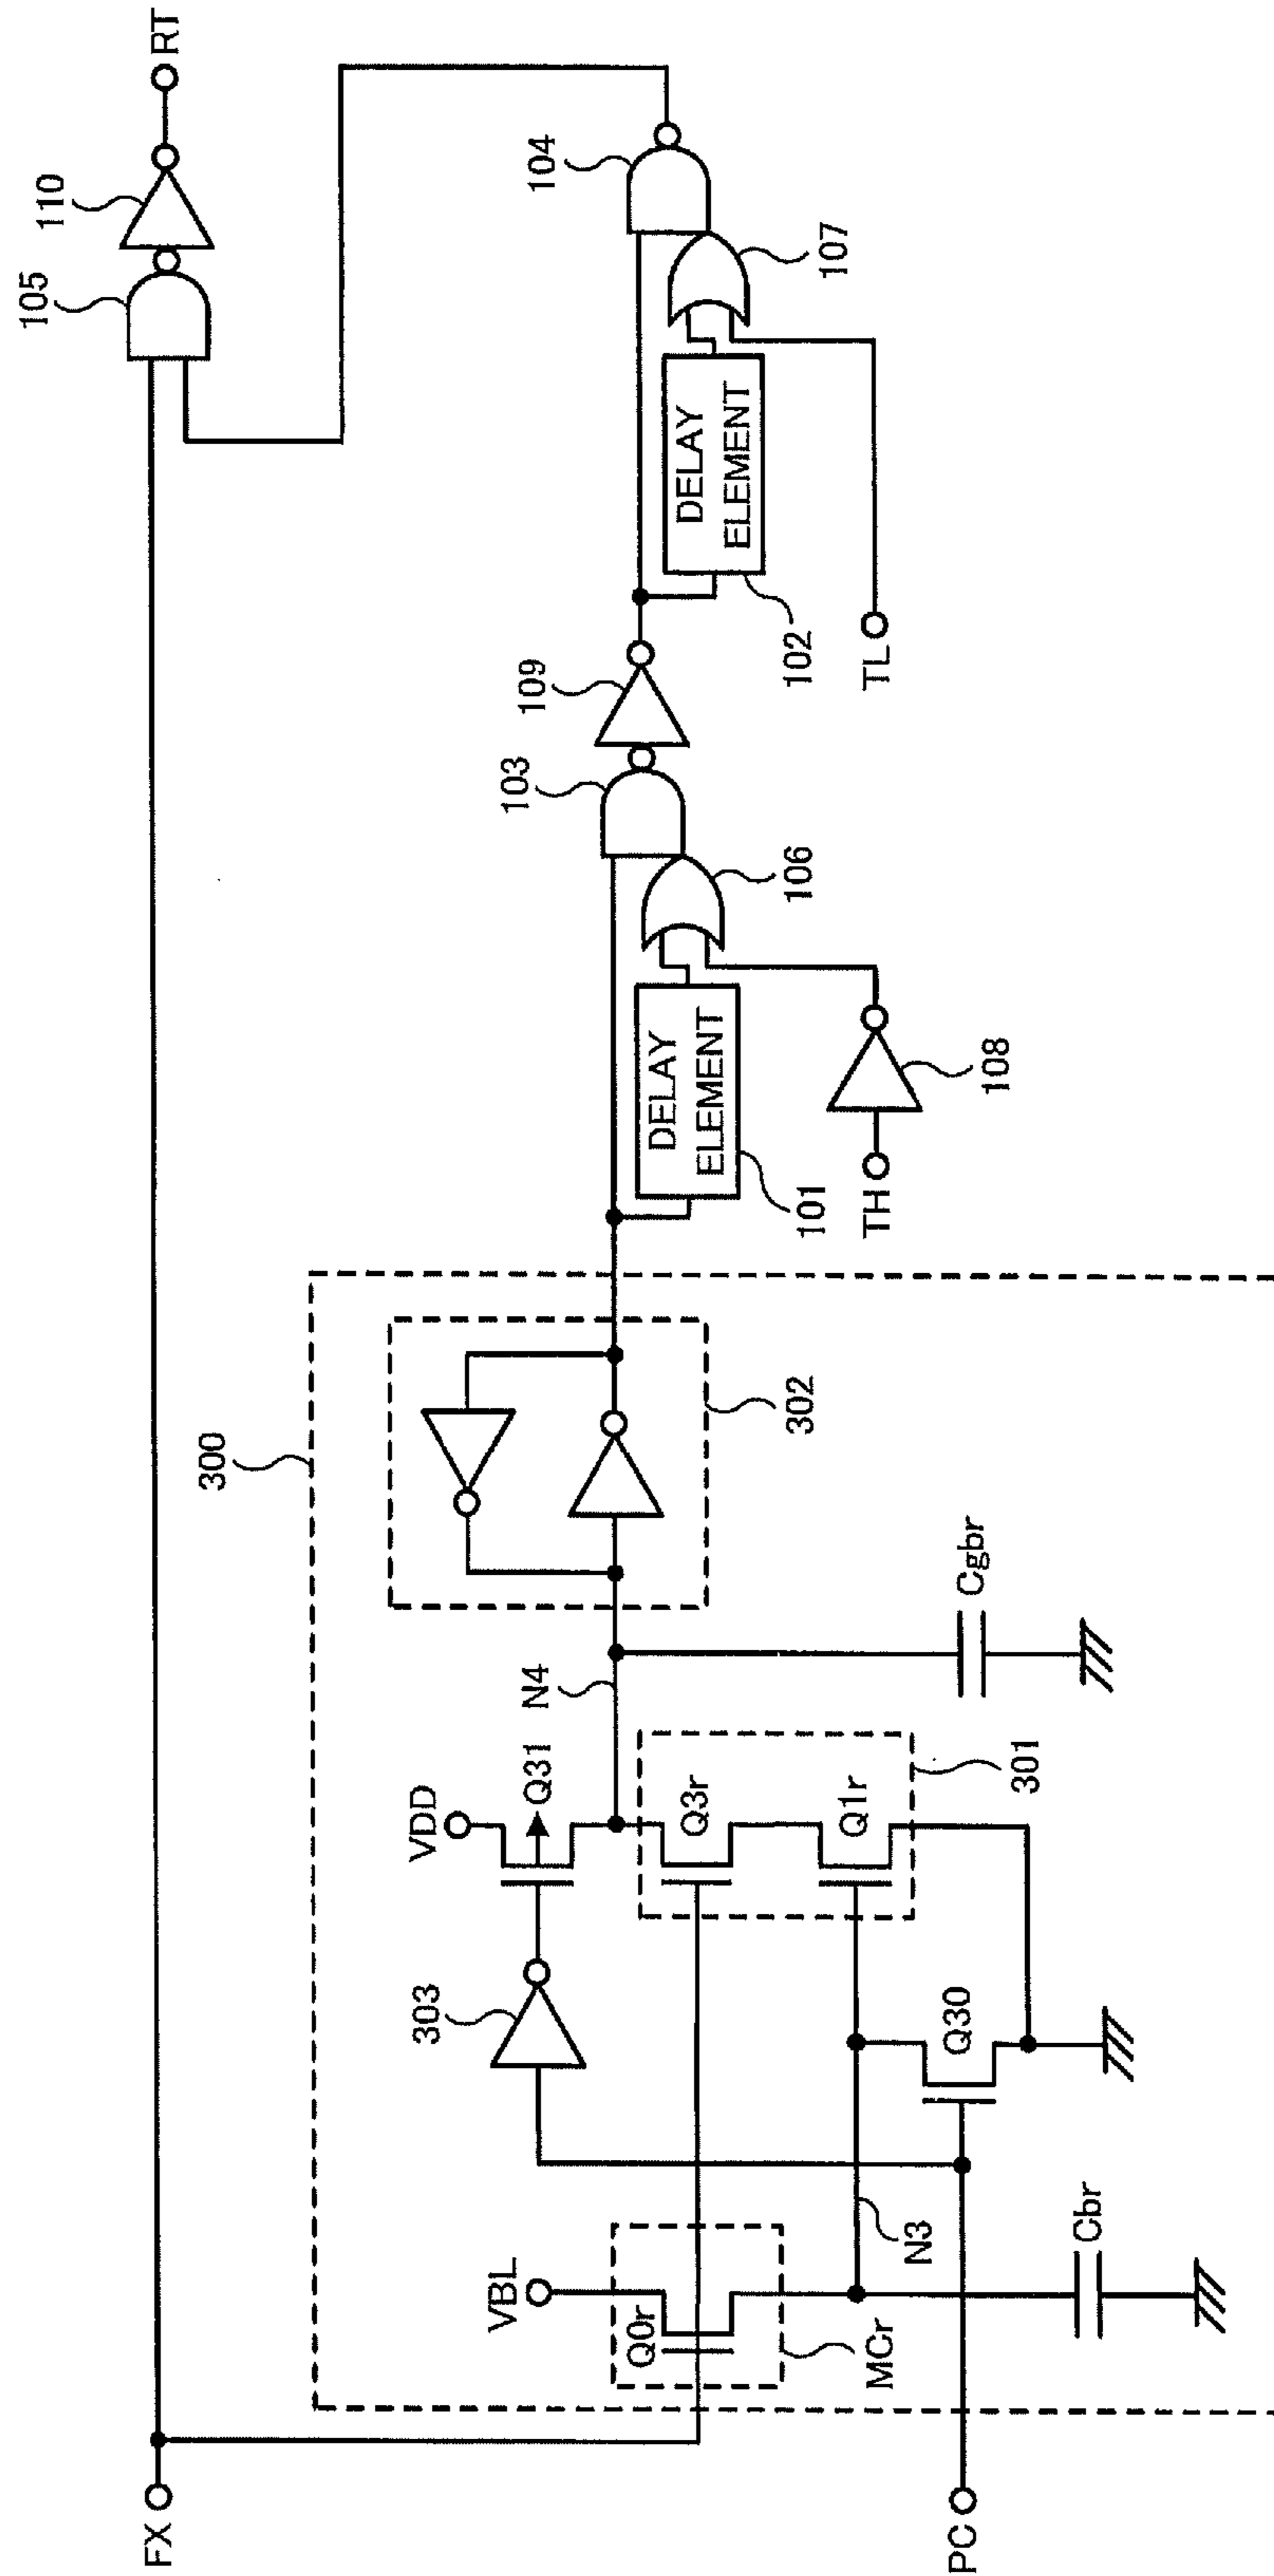 FX
PC
300
VBL
Q0r
MCr
N3
Cbr
303
VDD
Q31
Q3r
Q1r
Q30
301
N4
Cgbr
302
DELAY
ELEMENT
101
TH
108
106
103
109
DELAY
ELEMENT
102
TL
107
104
105
110
RT